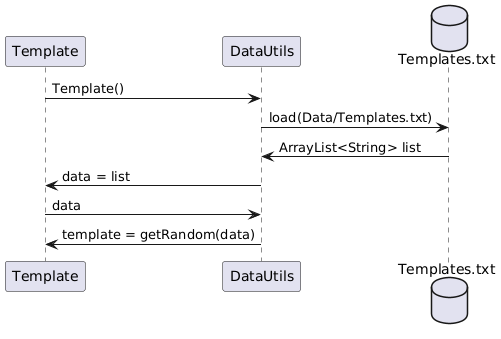 Template
DataUtils
Templates.txt
Template()
load(Data/Templates.txt)
ArrayList<String> list
data = list
data
template = getRandom(data)
Template
DataUtils
Templates.txt